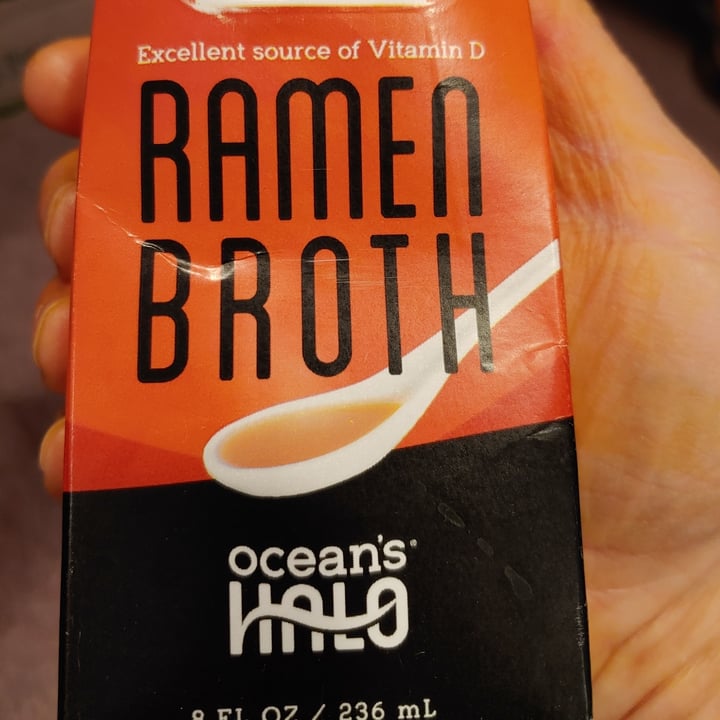 Excellent source of Vitamin D
RAMEN
BROTH
ocean's®
HALO
8 FL OZ / 236 mL